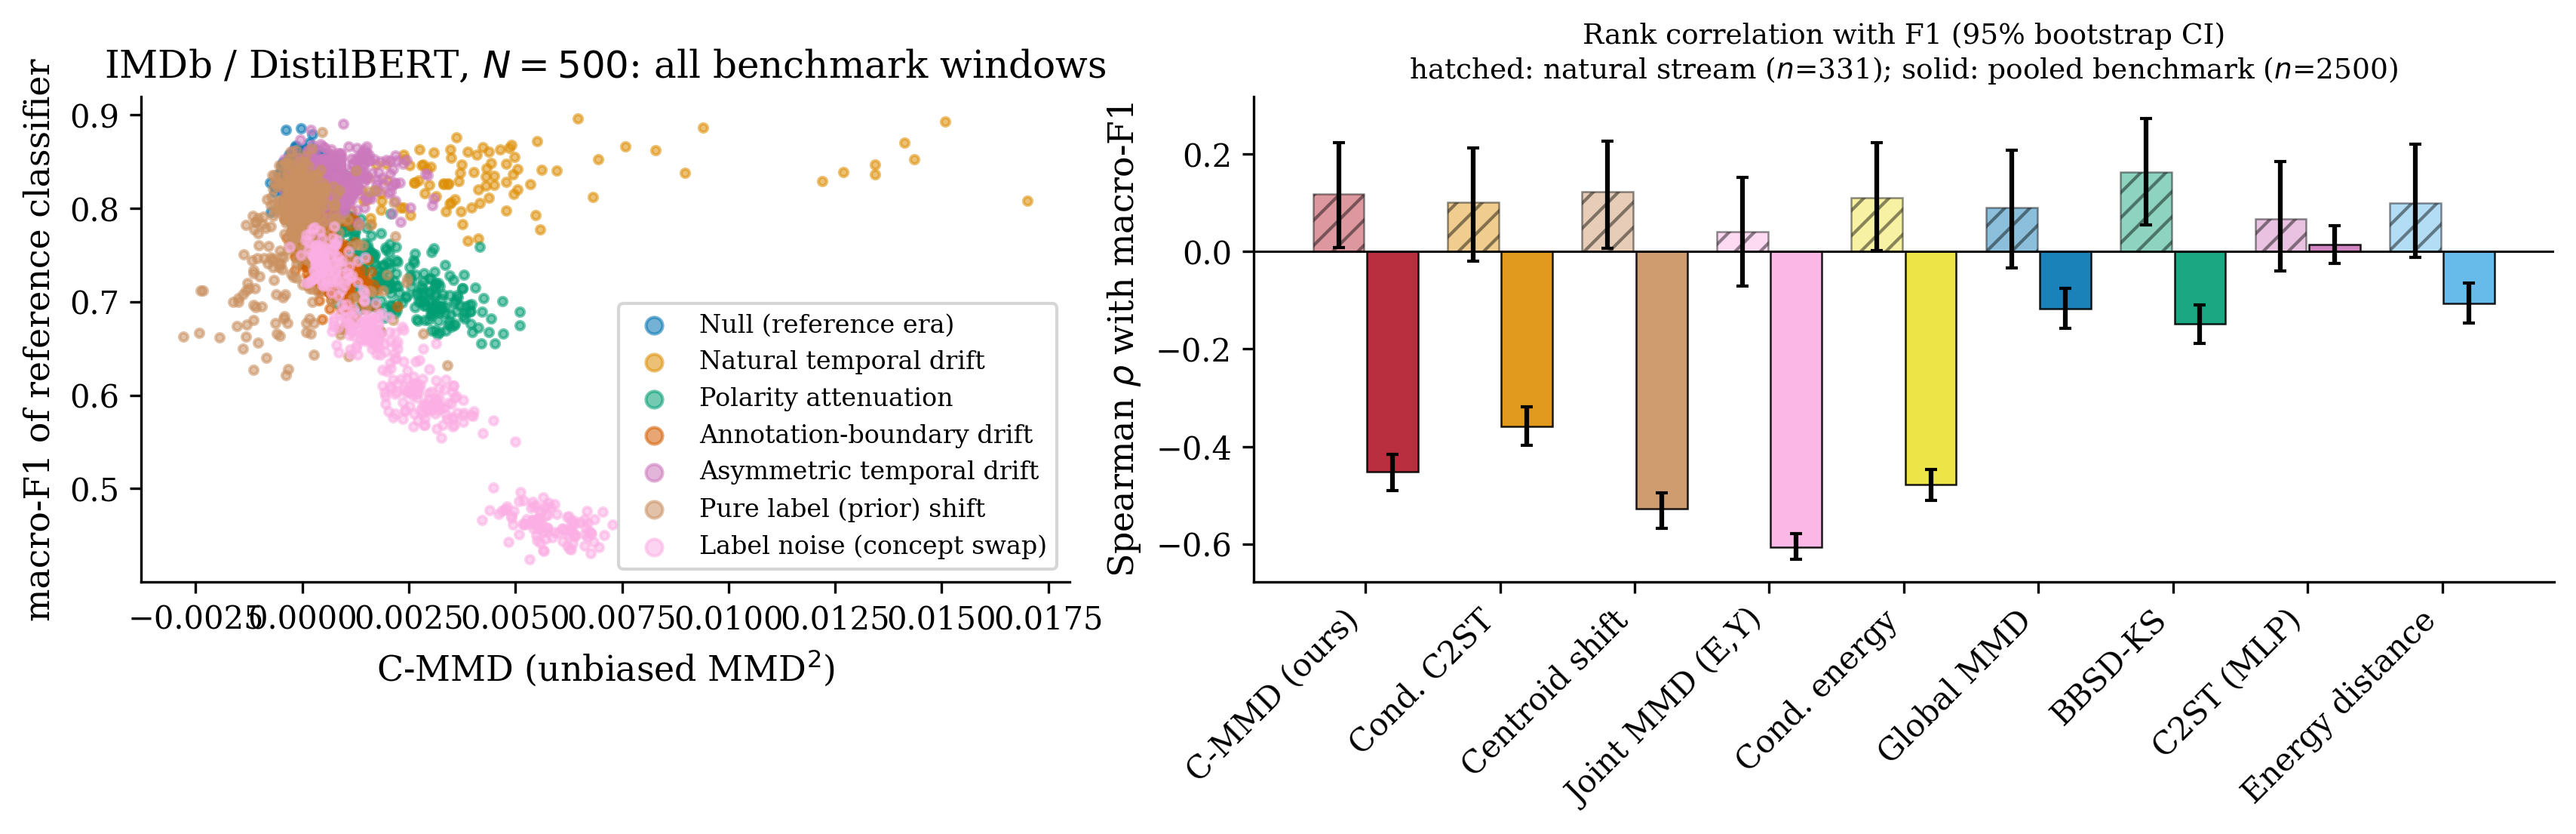 IMDb / DistilBERT, N = 500: all benchmark windows
macro-F1 of reference classifier
0.9
0.8
0.7
0.6
0.5
Null (reference era)
Natural temporal drift
Polarity attenuation
Annotation-boundary drift
Asymmetric temporal drift
Pure label (prior) shift
Label noise (concept swap)
−0.0025 0.0000 0.0025 0.0050 0.0075 0.0100 0.0125 0.0150 0.0175
C-MMD (unbiased MMD²)
Rank correlation with F1 (95% bootstrap CI)
hatched: natural stream (n=331); solid: pooled benchmark (n=2500)
Spearman ρ with macro-F1
0.2
0.0
−0.2
−0.4
−0.6
C-MMD (ours)
Cond. C2ST
Centroid shift
Joint MMD (E,Y)
Cond. energy
Global MMD
BBSD-KS
C2ST (MLP)
Energy distance